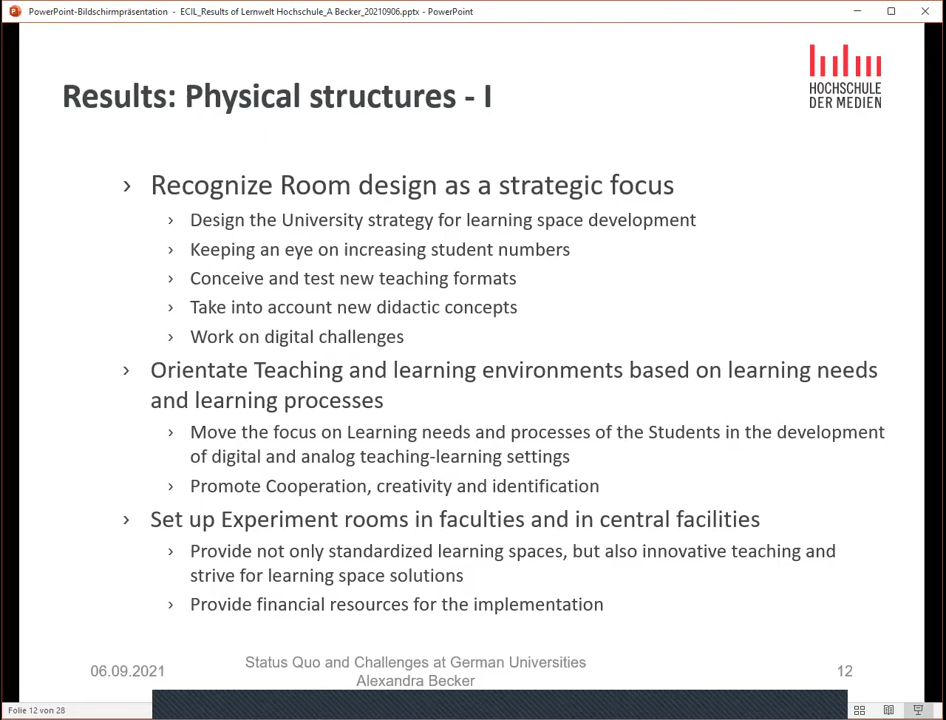 PowerPoint-Bildschirmpräsentation - ECIL_Results of Lernwelt Hochschule_A Becker_20210906.pptx - PowerPoint
Results: Physical structures - I
HOCHSCHULE
DER MEDIEN
› Recognize Room design as a strategic focus
› Design the University strategy for learning space development
› Keeping an eye on increasing student numbers
› Conceive and test new teaching formats
› Take into account new didactic concepts
› Work on digital challenges
› Orientate Teaching and learning environments based on learning needs
and learning processes
› Move the focus on Learning needs and processes of the Students in the development
of digital and analog teaching-learning settings
› Promote Cooperation, creativity and identification
› Set up Experiment rooms in faculties and in central facilities
› Provide not only standardized learning spaces, but also innovative teaching and
strive for learning space solutions
› Provide financial resources for the implementation
06.09.2021
Status Quo and Challenges at German Universities
Alexandra Becker
12
Folie 12 von 28